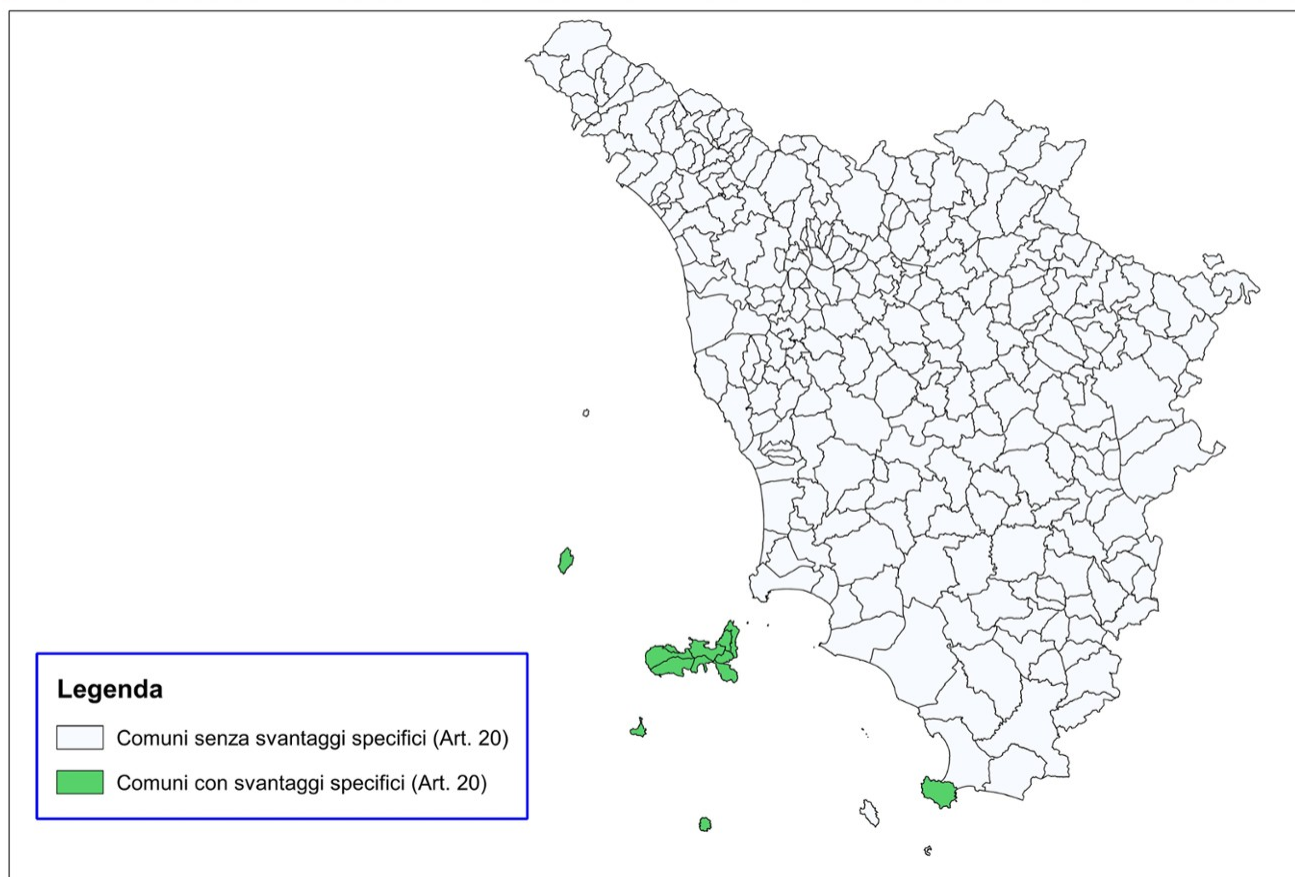 Legenda
Comuni senza svantaggi specifici (Art. 20)
Comuni con svantaggi specifici (Art. 20)